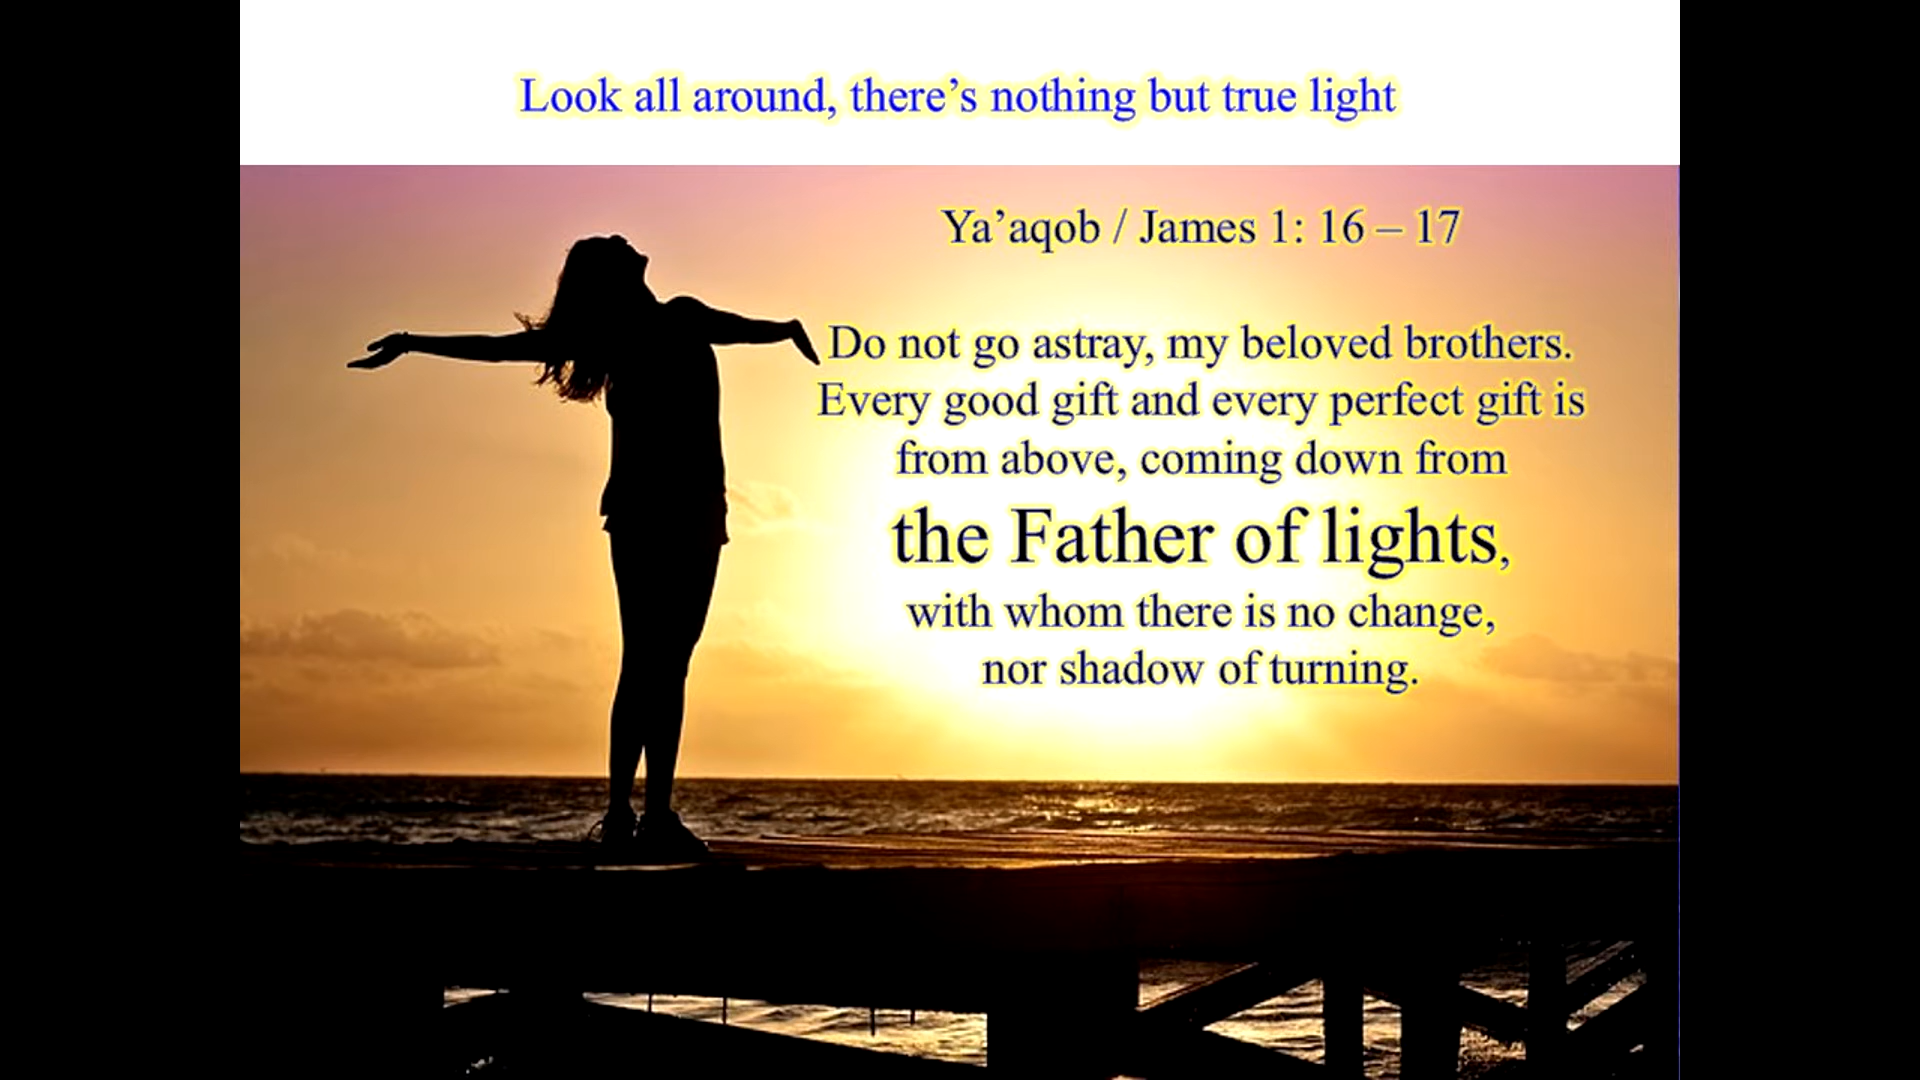 Look all around, there’s nothing but true light
Ya’aqob / James 1: 16 – 17
Do not go astray, my beloved brothers.
Every good gift and every perfect gift is
from above, coming down from
the Father of lights,
with whom there is no change,
nor shadow of turning.